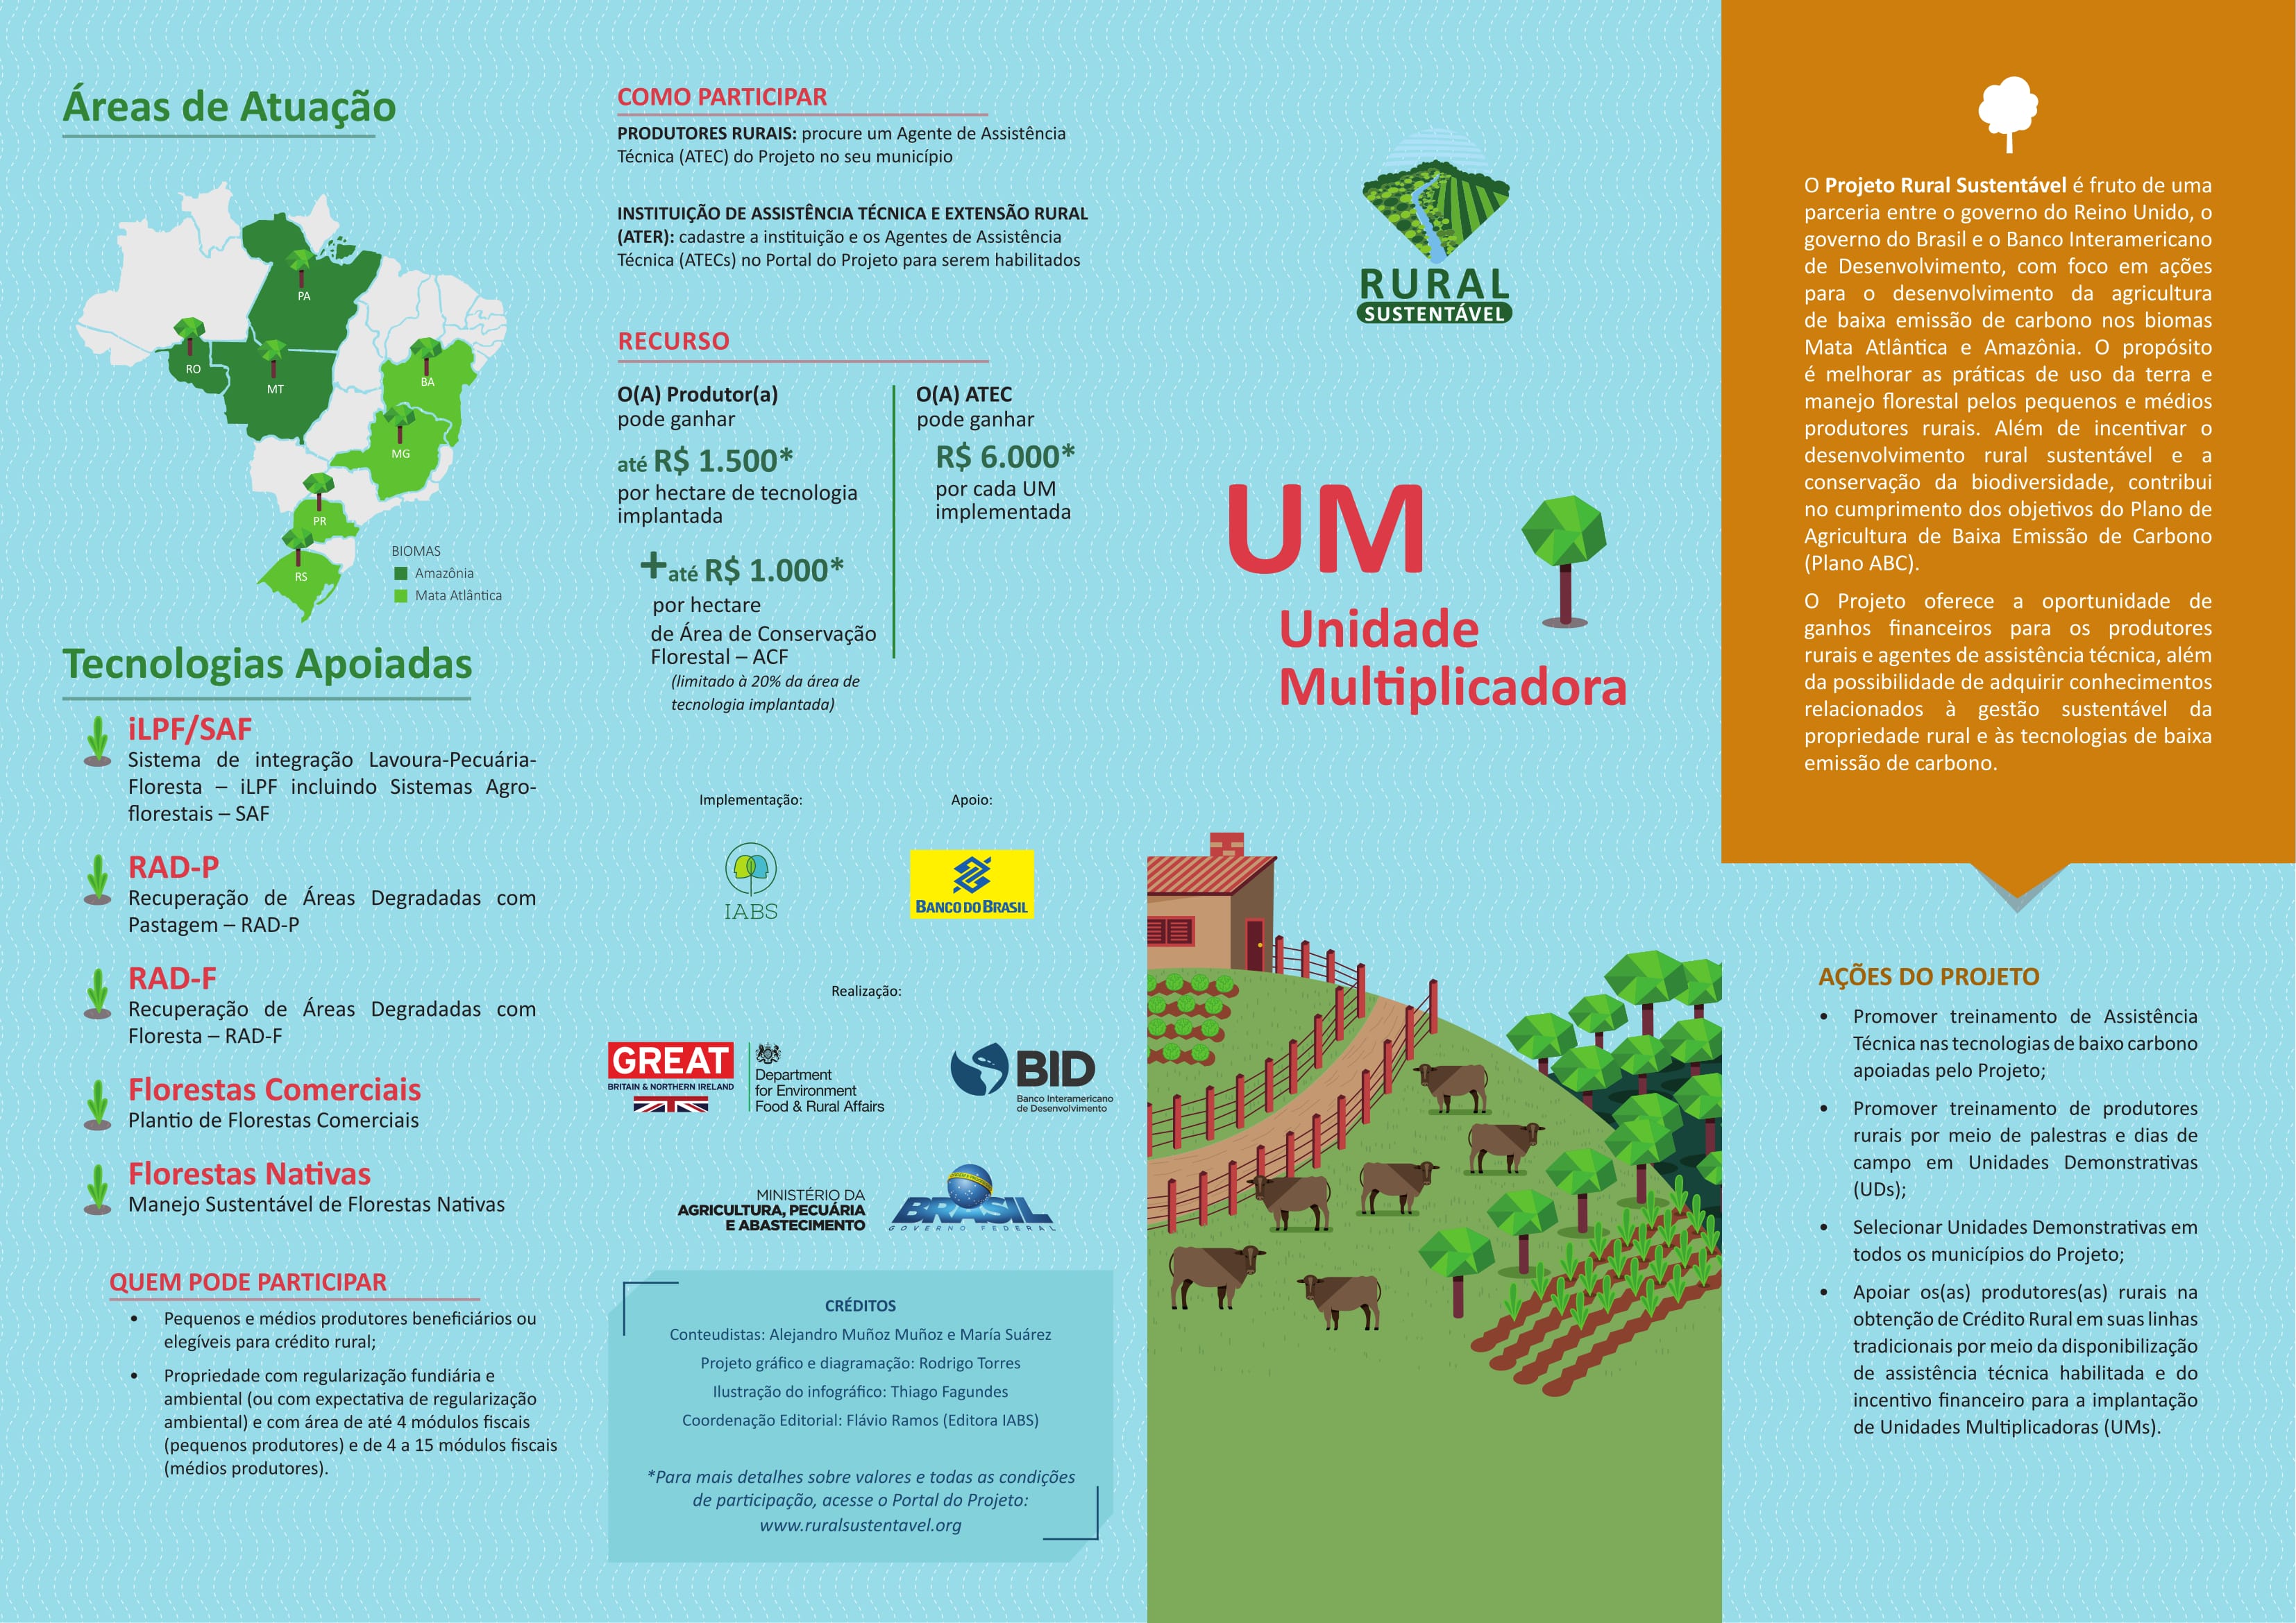 Áreas de Atuação
PA
RO
MT
BA
MG
PR
RS
BIOMAS
Amazônia
Mata Atlântica
Tecnologias Apoiadas
iLPF/SAF
Sistema de integração Lavoura-Pecuária-
Floresta – iLPF incluindo Sistemas Agro-
florestais – SAF
RAD-P
Recuperação de Áreas Degradadas com
Pastagem – RAD-P
RAD-F
Recuperação de Áreas Degradadas com
Floresta – RAD-F
Florestas Comerciais
Plantio de Florestas Comerciais
Florestas Nativas
Manejo Sustentável de Florestas Nativas
QUEM PODE PARTICIPAR
• Pequenos e médios produtores beneficiários ou
elegíveis para crédito rural;
• Propriedade com regularização fundiária e
ambiental (ou com expectativa de regularização
ambiental) e com área de até 4 módulos fiscais
(pequenos produtores) e de 4 a 15 módulos fiscais
(médios produtores).
COMO PARTICIPAR
PRODUTORES RURAIS: procure um Agente de Assistência
Técnica (ATEC) do Projeto no seu município
INSTITUIÇÃO DE ASSISTÊNCIA TÉCNICA E EXTENSÃO RURAL
(ATER): cadastre a instituição e os Agentes de Assistência
Técnica (ATECs) no Portal do Projeto para serem habilitados
RECURSO
O(A) Produtor(a)
pode ganhar
até R$ 1.500*
por hectare de tecnologia
implantada
+até R$ 1.000*
por hectare
de Área de Conservação
Florestal – ACF
(limitado à 20% da área de
tecnologia implantada)
O(A) ATEC
pode ganhar
R$ 6.000*
por cada UM
implementada
Implementação:
Apoio:
IABS
BANCO DO BRASIL
Realização:
GREAT
BRITAIN & NORTHERN IRELAND
Department
for Environment
Food & Rural Affairs
BID
Banco Interamericano
de Desenvolvimento
MINISTÉRIO DA
AGRICULTURA, PECUÁRIA
E ABASTECIMENTO
BRASIL
GOVERNO FEDERAL
CRÉDITOS
Conteudistas: Alejandro Muñoz Muñoz e María Suárez
Projeto gráfico e diagramação: Rodrigo Torres
Ilustração do infográfico: Thiago Fagundes
Coordenação Editorial: Flávio Ramos (Editora IABS)
*Para mais detalhes sobre valores e todas as condições
de participação, acesse o Portal do Projeto:
www.ruralsustentavel.org
RURAL
SUSTENTÁVEL
UM
Unidade
Multiplicadora
O Projeto Rural Sustentável é fruto de uma
parceria entre o governo do Reino Unido, o
governo do Brasil e o Banco Interamericano
de Desenvolvimento, com foco em ações
para o desenvolvimento da agricultura
de baixa emissão de carbono nos biomas
Mata Atlântica e Amazônia. O propósito
é melhorar as práticas de uso da terra e
manejo florestal pelos pequenos e médios
produtores rurais. Além de incentivar o
desenvolvimento rural sustentável e a
conservação da biodiversidade, contribui
no cumprimento dos objetivos do Plano de
Agricultura de Baixa Emissão de Carbono
(Plano ABC).
O Projeto oferece a oportunidade de
ganhos financeiros para os produtores
rurais e agentes de assistência técnica, além
da possibilidade de adquirir conhecimentos
relacionados à gestão sustentável da
propriedade rural e às tecnologias de baixa
emissão de carbono.
AÇÕES DO PROJETO
• Promover treinamento de Assistência
Técnica nas tecnologias de baixo carbono
apoiadas pelo Projeto;
• Promover treinamento de produtores
rurais por meio de palestras e dias de
campo em Unidades Demonstrativas
(UDs);
• Selecionar Unidades Demonstrativas em
todos os municípios do Projeto;
• Apoiar os(as) produtores(as) rurais na
obtenção de Crédito Rural em suas linhas
tradicionais por meio da disponibilização
de assistência técnica habilitada e do
incentivo financeiro para a implantação
de Unidades Multiplicadoras (UMs).